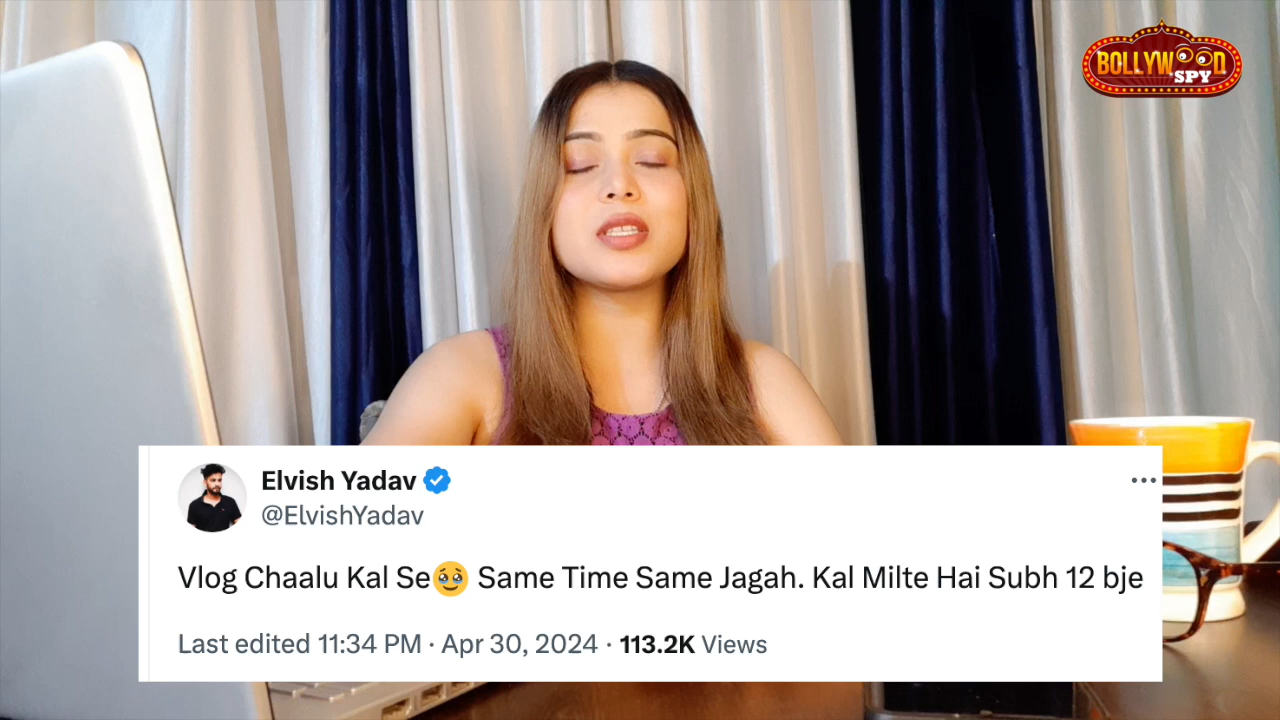 BOLLYWOOD
SPY
Elvish Yadav
@ElvishYadav
Vlog Chaalu Kal Se🥹 Same Time Same Jagah. Kal Milte Hai Subh 12 bje
Last edited 11:34 PM · Apr 30, 2024 · 113.2K Views